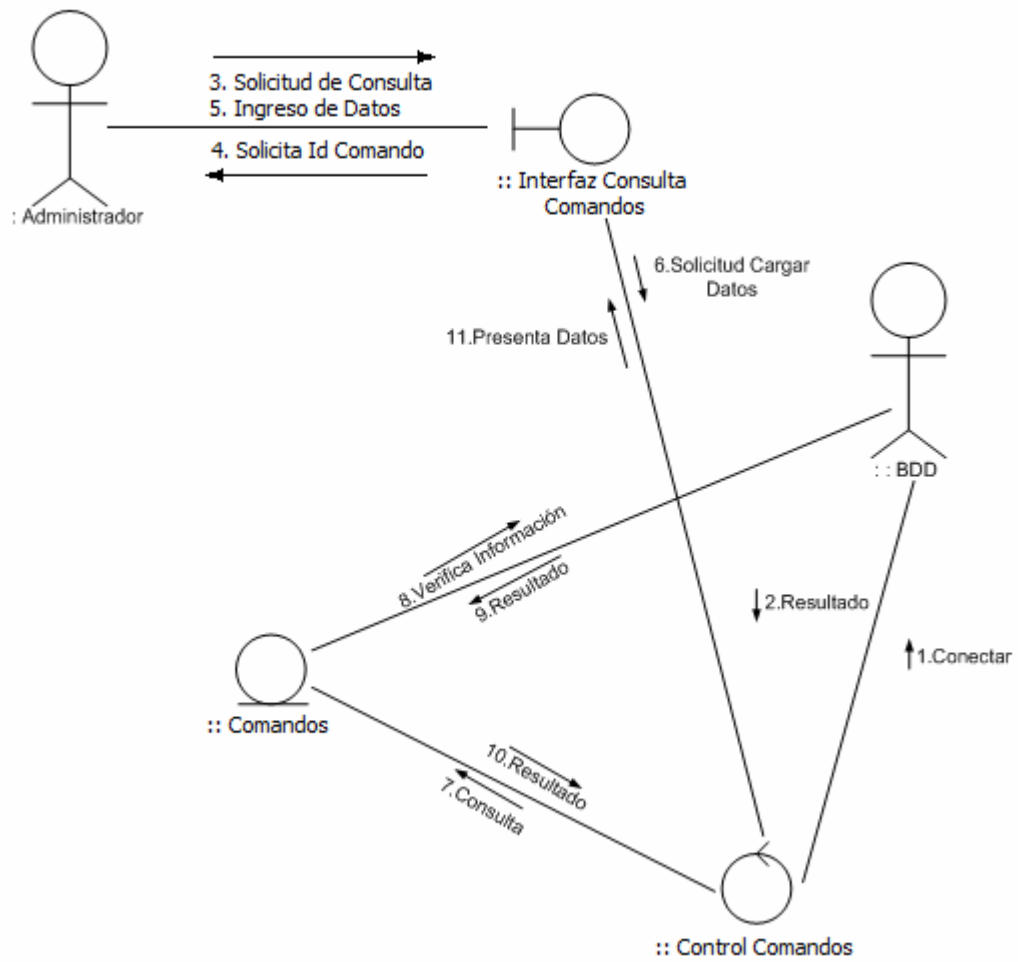 3. Solicitud de Consulta
5. Ingreso de Datos
4. Solicita Id Comando
: Administrador
:: Interfaz Consulta
Comandos
6.Solicitud Cargar
Datos
11.Presenta Datos
: : BDD
8.Verifica Información
9.Resultado
2.Resultado
1.Conectar
:: Comandos
10.Resultado
7.Consulta
:: Control Comandos